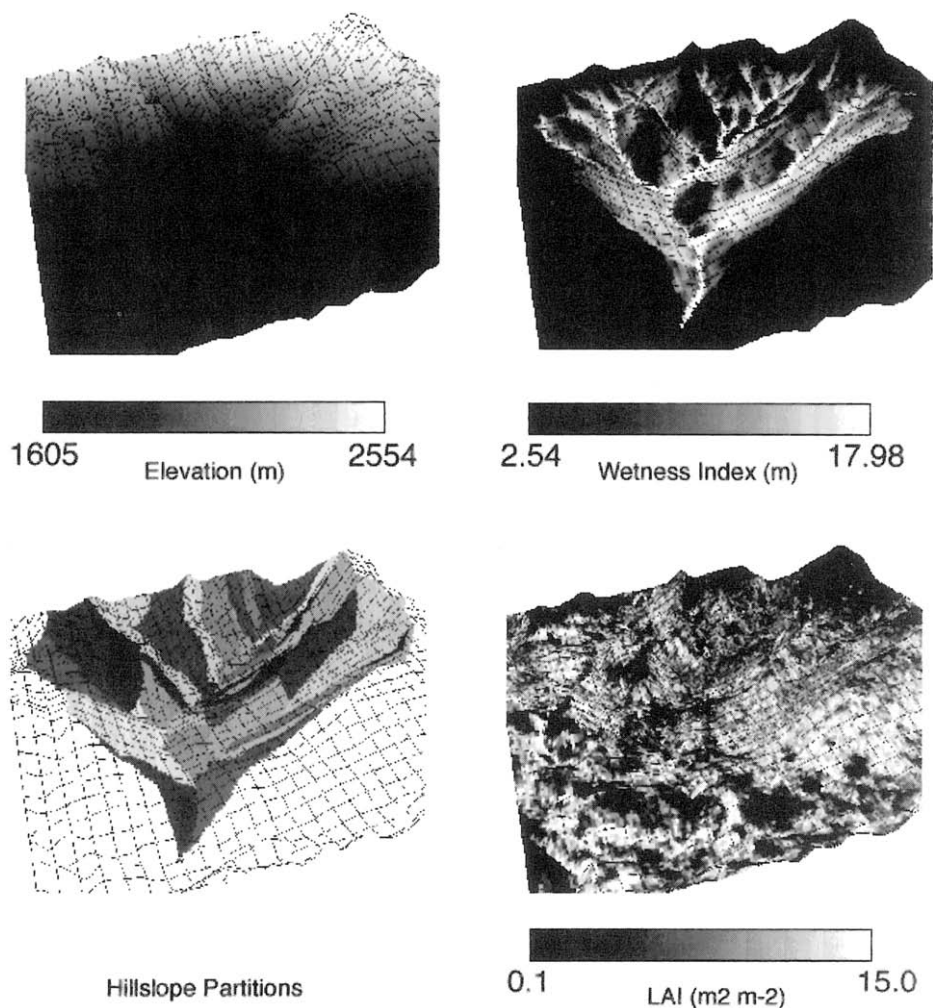 1605 2554
Elevation (m)
2.54 17.98
Wetness Index (m)
Hillslope Partitions
0.1 15.0
LAI (m2 m-2)